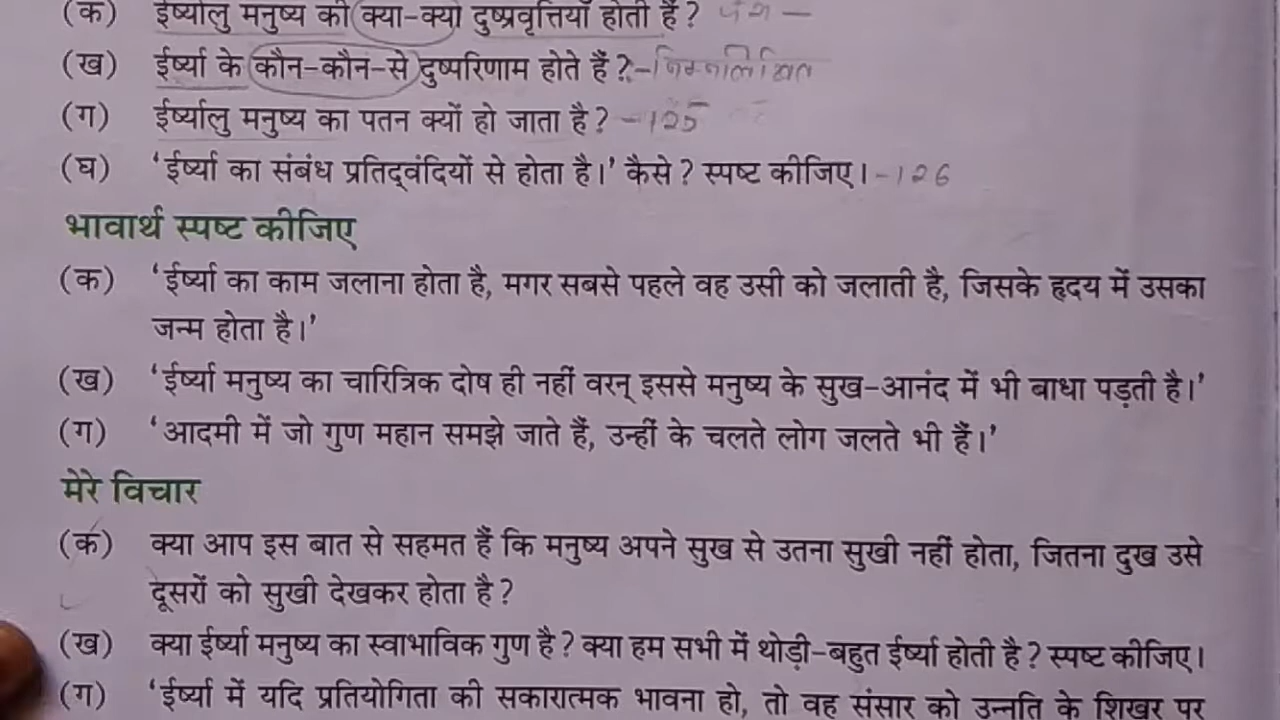 (क) ईर्ष्यालु मनुष्य की क्या-क्या दुष्प्रवृत्तियाँ होती हैं?
(ख) ईर्ष्या के कौन-कौन-से दुष्परिणाम होते हैं? -निम्नलिखित
(ग) ईर्ष्यालु मनुष्य का पतन क्यों हो जाता है? -125
(घ) 'ईर्ष्या का संबंध प्रतिद्वंदियों से होता है।' कैसे? स्पष्ट कीजिए। -126
भावार्थ स्पष्ट कीजिए
(क) 'ईर्ष्या का काम जलाना होता है, मगर सबसे पहले वह उसी को जलाती है, जिसके हृदय में उसका
जन्म होता है।'
(ख) 'ईर्ष्या मनुष्य का चारित्रिक दोष ही नहीं वरन् इससे मनुष्य के सुख-आनंद में भी बाधा पड़ती है।'
(ग) 'आदमी में जो गुण महान समझे जाते हैं, उन्हीं के चलते लोग जलते भी हैं।'
मेरे विचार
(क) क्या आप इस बात से सहमत हैं कि मनुष्य अपने सुख से उतना सुखी नहीं होता, जितना दुख उसे
दूसरों को सुखी देखकर होता है?
(ख) क्या ईर्ष्या मनुष्य का स्वाभाविक गुण है? क्या हम सभी में थोड़ी-बहुत ईर्ष्या होती है? स्पष्ट कीजिए।
(ग) 'ईर्ष्या में यदि प्रतियोगिता की सकारात्मक भावना हो, तो वह संसार को उन्नति के शिखर पर